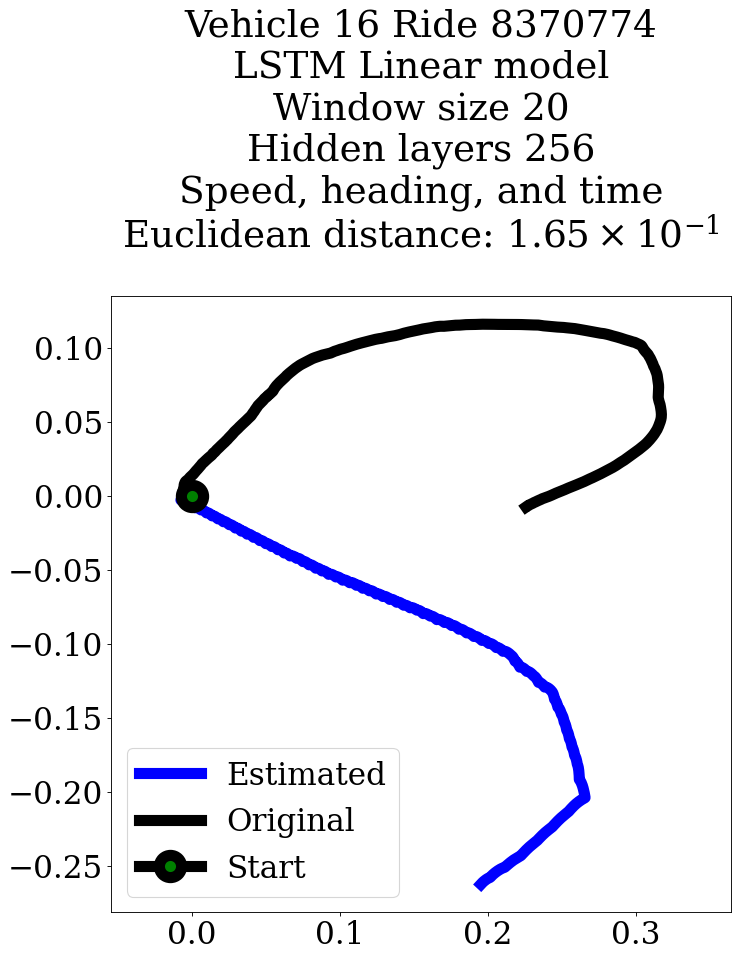 Vehicle 16 Ride 8370774
LSTM Linear model
Window size 20
Hidden layers 256
Speed, heading, and time
Euclidean distance: 1.65 × 10⁻¹
0.10
0.05
0.00
−0.05
−0.10
−0.15
−0.20
−0.25
Estimated
Original
Start
0.0 0.1 0.2 0.3